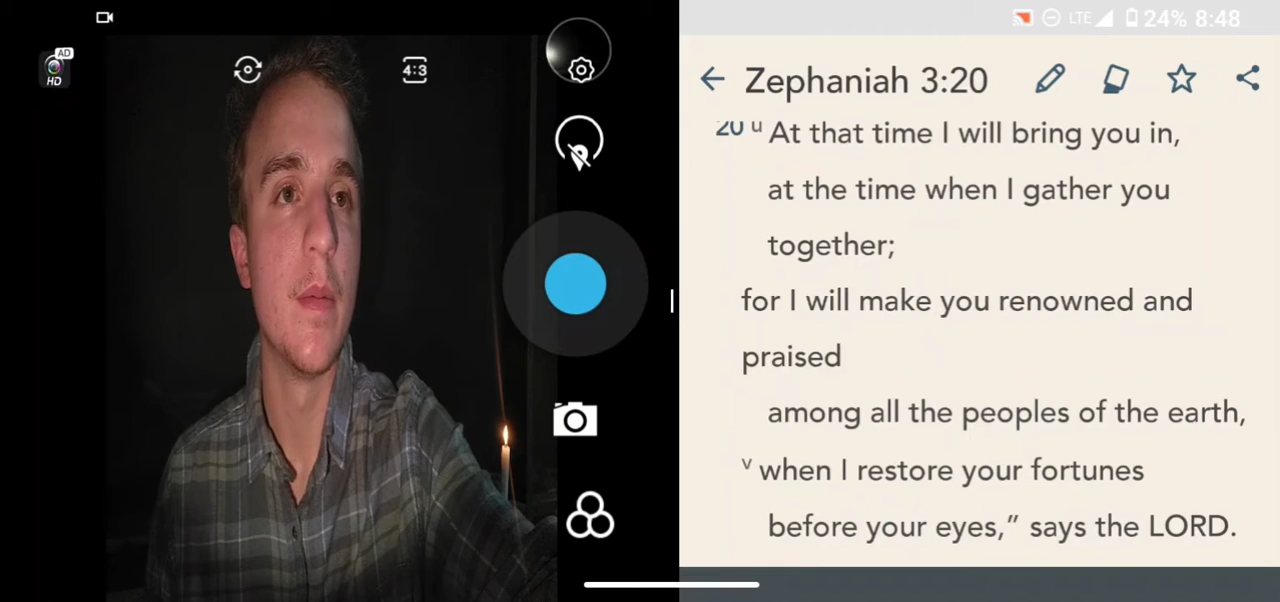 AD
HD
4:3
LTE 24% 8:48
Zephaniah 3:20
20 u At that time I will bring you in,
at the time when I gather you
together;
for I will make you renowned and
praised
among all the peoples of the earth,
v when I restore your fortunes
before your eyes,” says the LORD.